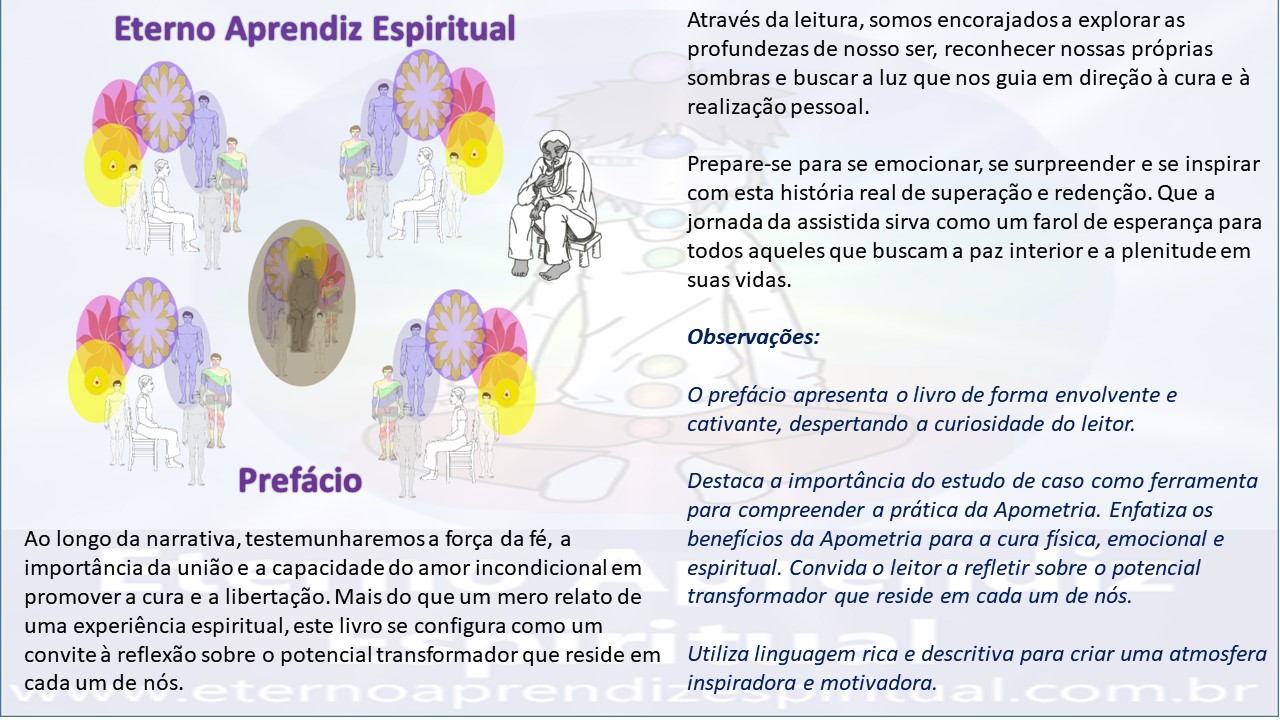 Eterno Aprendiz Espiritual
Prefácio
Ao longo da narrativa, testemunharemos a força da fé, a
importância da união e a capacidade do amor incondicional em
promover a cura e a libertação. Mais do que um mero relato de
uma experiência espiritual, este livro se configura como um
convite à reflexão sobre o potencial transformador que reside em
cada um de nós.
Através da leitura, somos encorajados a explorar as
profundezas de nosso ser, reconhecer nossas próprias
sombras e buscar a luz que nos guia em direção à cura e à
realização pessoal.
Prepare-se para se emocionar, se surpreender e se inspirar
com esta história real de superação e redenção. Que a
jornada da assistida sirva como um farol de esperança para
todos aqueles que buscam a paz interior e a plenitude em
suas vidas.
Observações:
O prefácio apresenta o livro de forma envolvente e
cativante, despertando a curiosidade do leitor.
Destaca a importância do estudo de caso como ferramenta
para compreender a prática da Apometria. Enfatiza os
benefícios da Apometria para a cura física, emocional e
espiritual. Convida o leitor a refletir sobre o potencial
transformador que reside em cada um de nós.
Utiliza linguagem rica e descritiva para criar uma atmosfera
inspiradora e motivadora.
Eterno Aprendiz
Espiritual
www.eternoaprendizespiritual.com.br